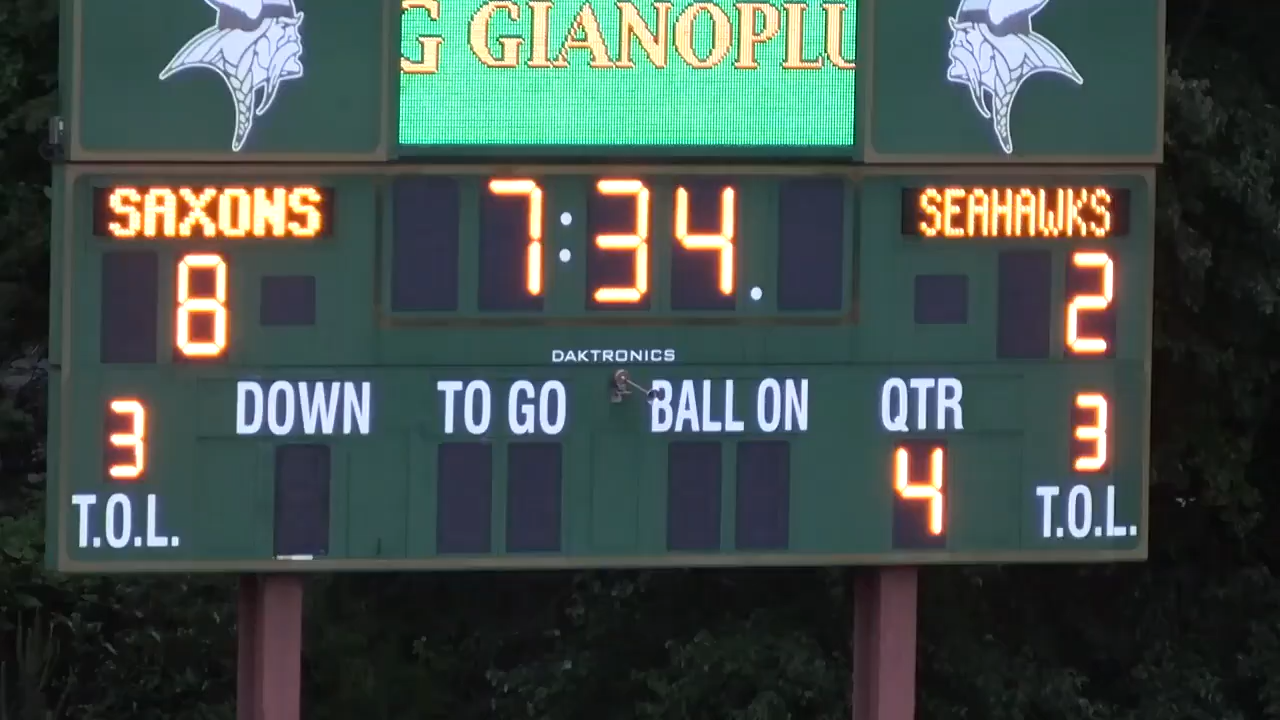 G GIANOPLU
SAXONS 7:34. SEAHAWKS
8 2
DAKTRONICS
DOWN TO GO BALL ON QTR
3 4 3
T.O.L. T.O.L.